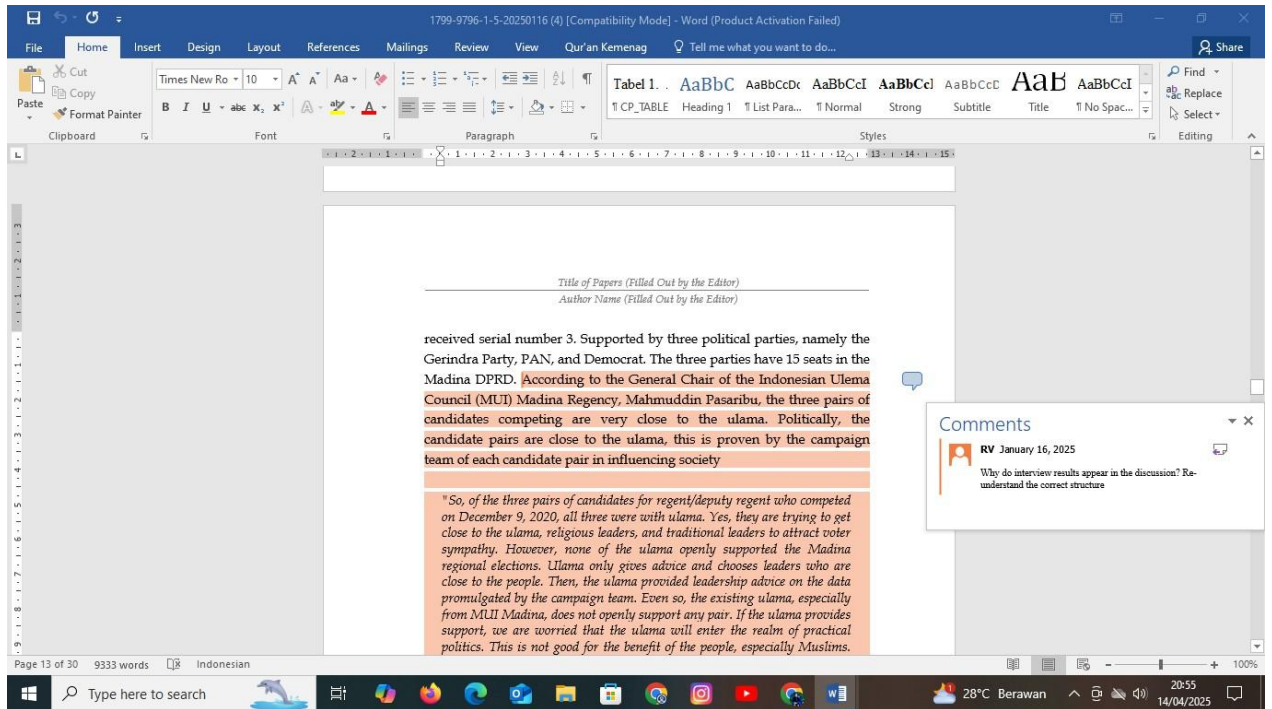 1799-9796-1-5-20250116 (4) [Compatibility Mode] - Word (Product Activation Failed)
File Home Insert Design Layout References Mailings Review View Qur'an Kemenag Tell me what you want to do... Share
Cut
Copy
Format Painter
Paste
Times New Ro 10
Tabel 1. . AaBbC AaBbCcDc AaBbCcI AaBbCcl AaBbCcD AaB AaBbCcI
¶ CP_TABLE Heading 1 ¶ List Para... ¶ Normal Strong Subtitle Title ¶ No Spac...
Find
Replace
Select
Clipboard Font Paragraph Styles Editing
Title of Papers (Filled Out by the Editor)
Author Name (Filled Out by the Editor)
received serial number 3. Supported by three political parties, namely the
Gerindra Party, PAN, and Democrat. The three parties have 15 seats in the
Madina DPRD. According to the General Chair of the Indonesian Ulema
Council (MUI) Madina Regency, Mahmuddin Pasaribu, the three pairs of
candidates competing are very close to the ulama. Politically, the
candidate pairs are close to the ulama, this is proven by the campaign
team of each candidate pair in influencing society
"So, of the three pairs of candidates for regent/deputy regent who competed
on December 9, 2020, all three were with ulama. Yes, they are trying to get
close to the ulama, religious leaders, and traditional leaders to attract voter
sympathy. However, none of the ulama openly supported the Madina
regional elections. Ulama only gives advice and chooses leaders who are
close to the people. Then, the ulama provided leadership advice on the data
promulgated by the campaign team. Even so, the existing ulama, especially
from MUI Madina, does not openly support any pair. If the ulama provides
support, we are worried that the ulama will enter the realm of practical
politics. This is not good for the benefit of the people, especially Muslims.
Comments
RV January 16, 2025
Why do interview results appear in the discussion? Re-
understand the correct structure
Page 13 of 30 9333 words Indonesian 100%
Type here to search
28°C Berawan
20:55
14/04/2025